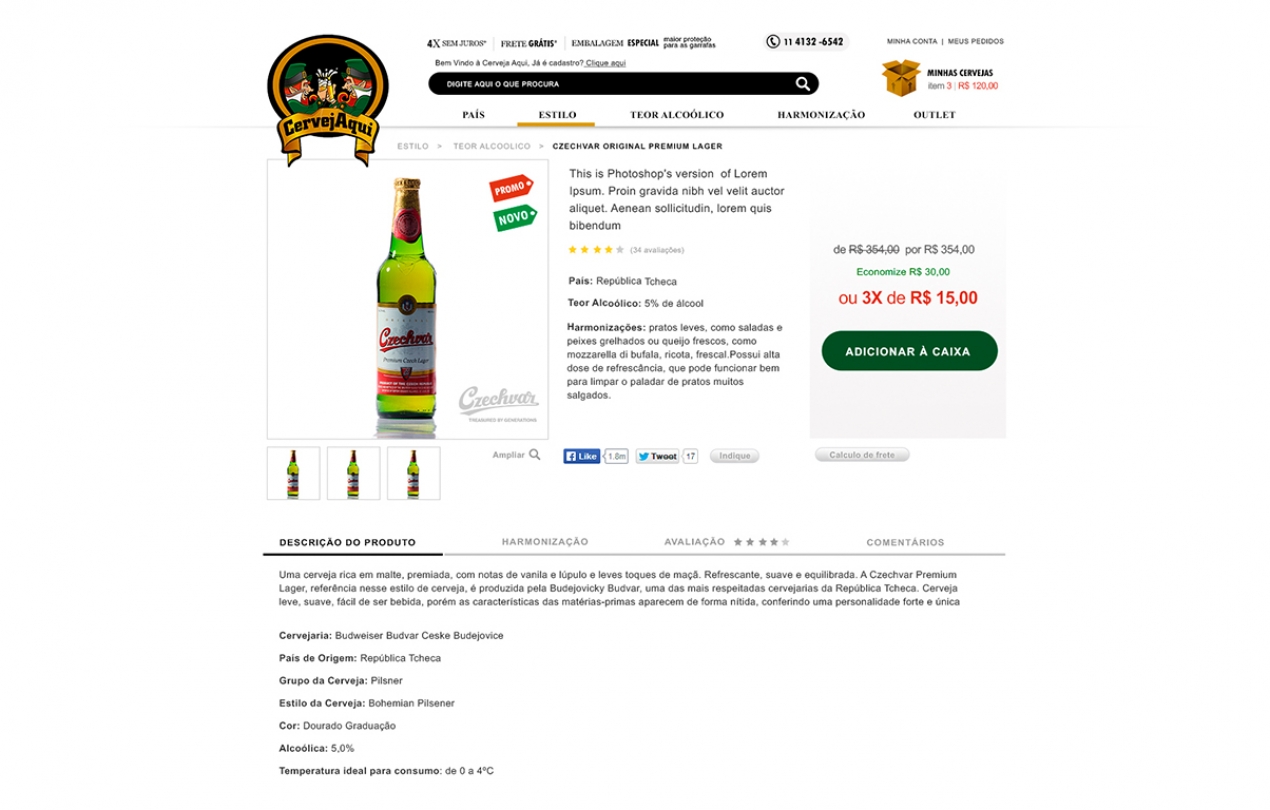 4X SEM JUROS* FRETE GRÁTIS* EMBALAGEM ESPECIAL maior proteção para as garrafas
11 4132 -6542
MINHA CONTA | MEUS PEDIDOS
Bem Vindo à Cerveja Aqui, Já é cadastro? Clique aqui
DIGITE AQUI O QUE PROCURA
MINHAS CERVEJAS
item 3 | R$ 120,00
CervejAqui
PAÍS ESTILO TEOR ALCOÓLICO HARMONIZAÇÃO OUTLET
ESTILO > TEOR ALCOOLICO > CZECHVAR ORIGINAL PREMIUM LAGER
PROMO
NOVO
Czechvar
Premium Czech Lager
Czechvar
TREASURED BY GENERATIONS
This is Photoshop's version of Lorem
Ipsum. Proin gravida nibh vel velit auctor
aliquet. Aenean sollicitudin, lorem quis
bibendum
(34 avaliações)
País: República Tcheca
Teor Alcoólico: 5% de álcool
Harmonizações: pratos leves, como saladas e
peixes grelhados ou queijo frescos, como
mozzarella di bufala, ricota, frescal.Possui alta
dose de refrescância, que pode funcionar bem
para limpar o paladar de pratos muitos
salgados.
de R$ 354,00 por R$ 354,00
Economize R$ 30,00
ou 3X de R$ 15,00
ADICIONAR À CAIXA
Ampliar
Like 1.8m Tweet 17 Indique
Calculo de frete
DESCRIÇÃO DO PRODUTO HARMONIZAÇÃO AVALIAÇÃO COMENTÁRIOS
Uma cerveja rica em malte, premiada, com notas de vanila e lúpulo e leves toques de maçã. Refrescante, suave e equilibrada. A Czechvar Premium
Lager, referência nesse estilo de cerveja, é produzida pela Budejovicky Budvar, uma das mais respeitadas cervejarias da República Tcheca. Cerveja
leve, suave, fácil de ser bebida, porém as características das matérias-primas aparecem de forma nítida, conferindo uma personalidade forte e única
Cervejaria: Budweiser Budvar Ceske Budejovice
País de Origem: República Tcheca
Grupo da Cerveja: Pilsner
Estilo da Cerveja: Bohemian Pilsener
Cor: Dourado Graduação
Alcoólica: 5,0%
Temperatura ideal para consumo: de 0 a 4ºC